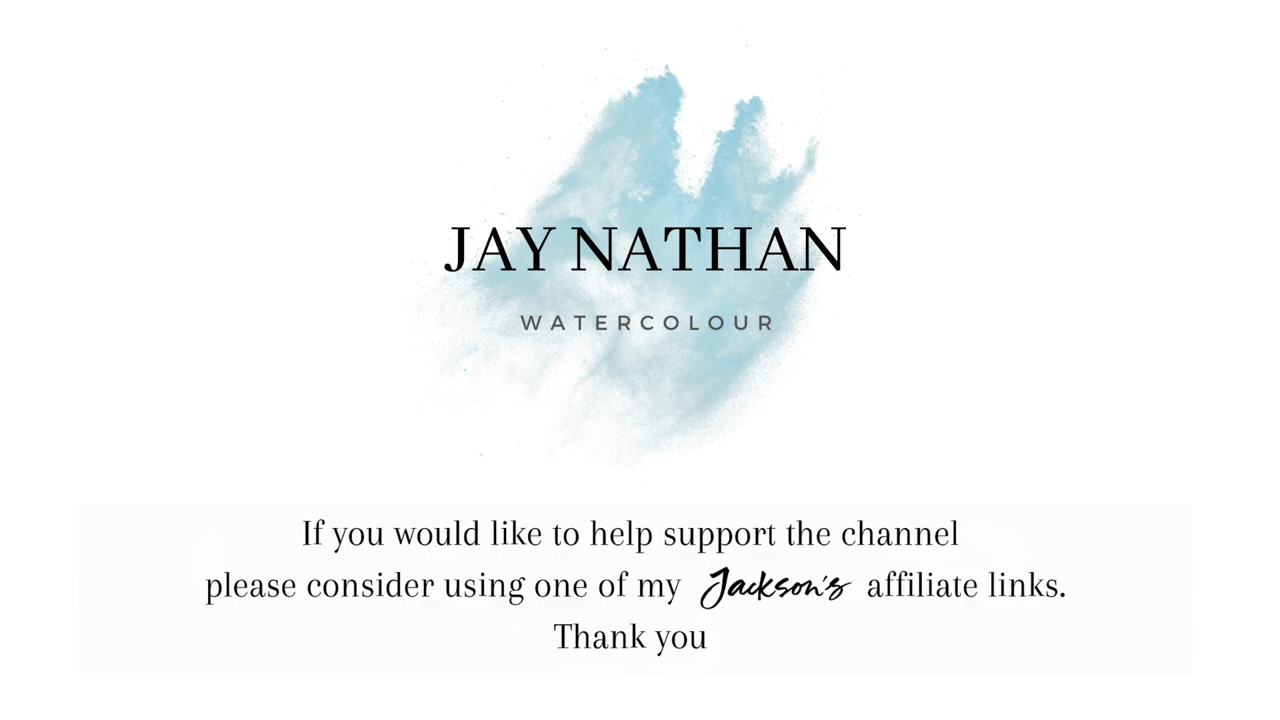 JAY NATHAN
WATERCOLOUR
If you would like to help support the channel
please consider using one of my Jackson's affiliate links.
Thank you